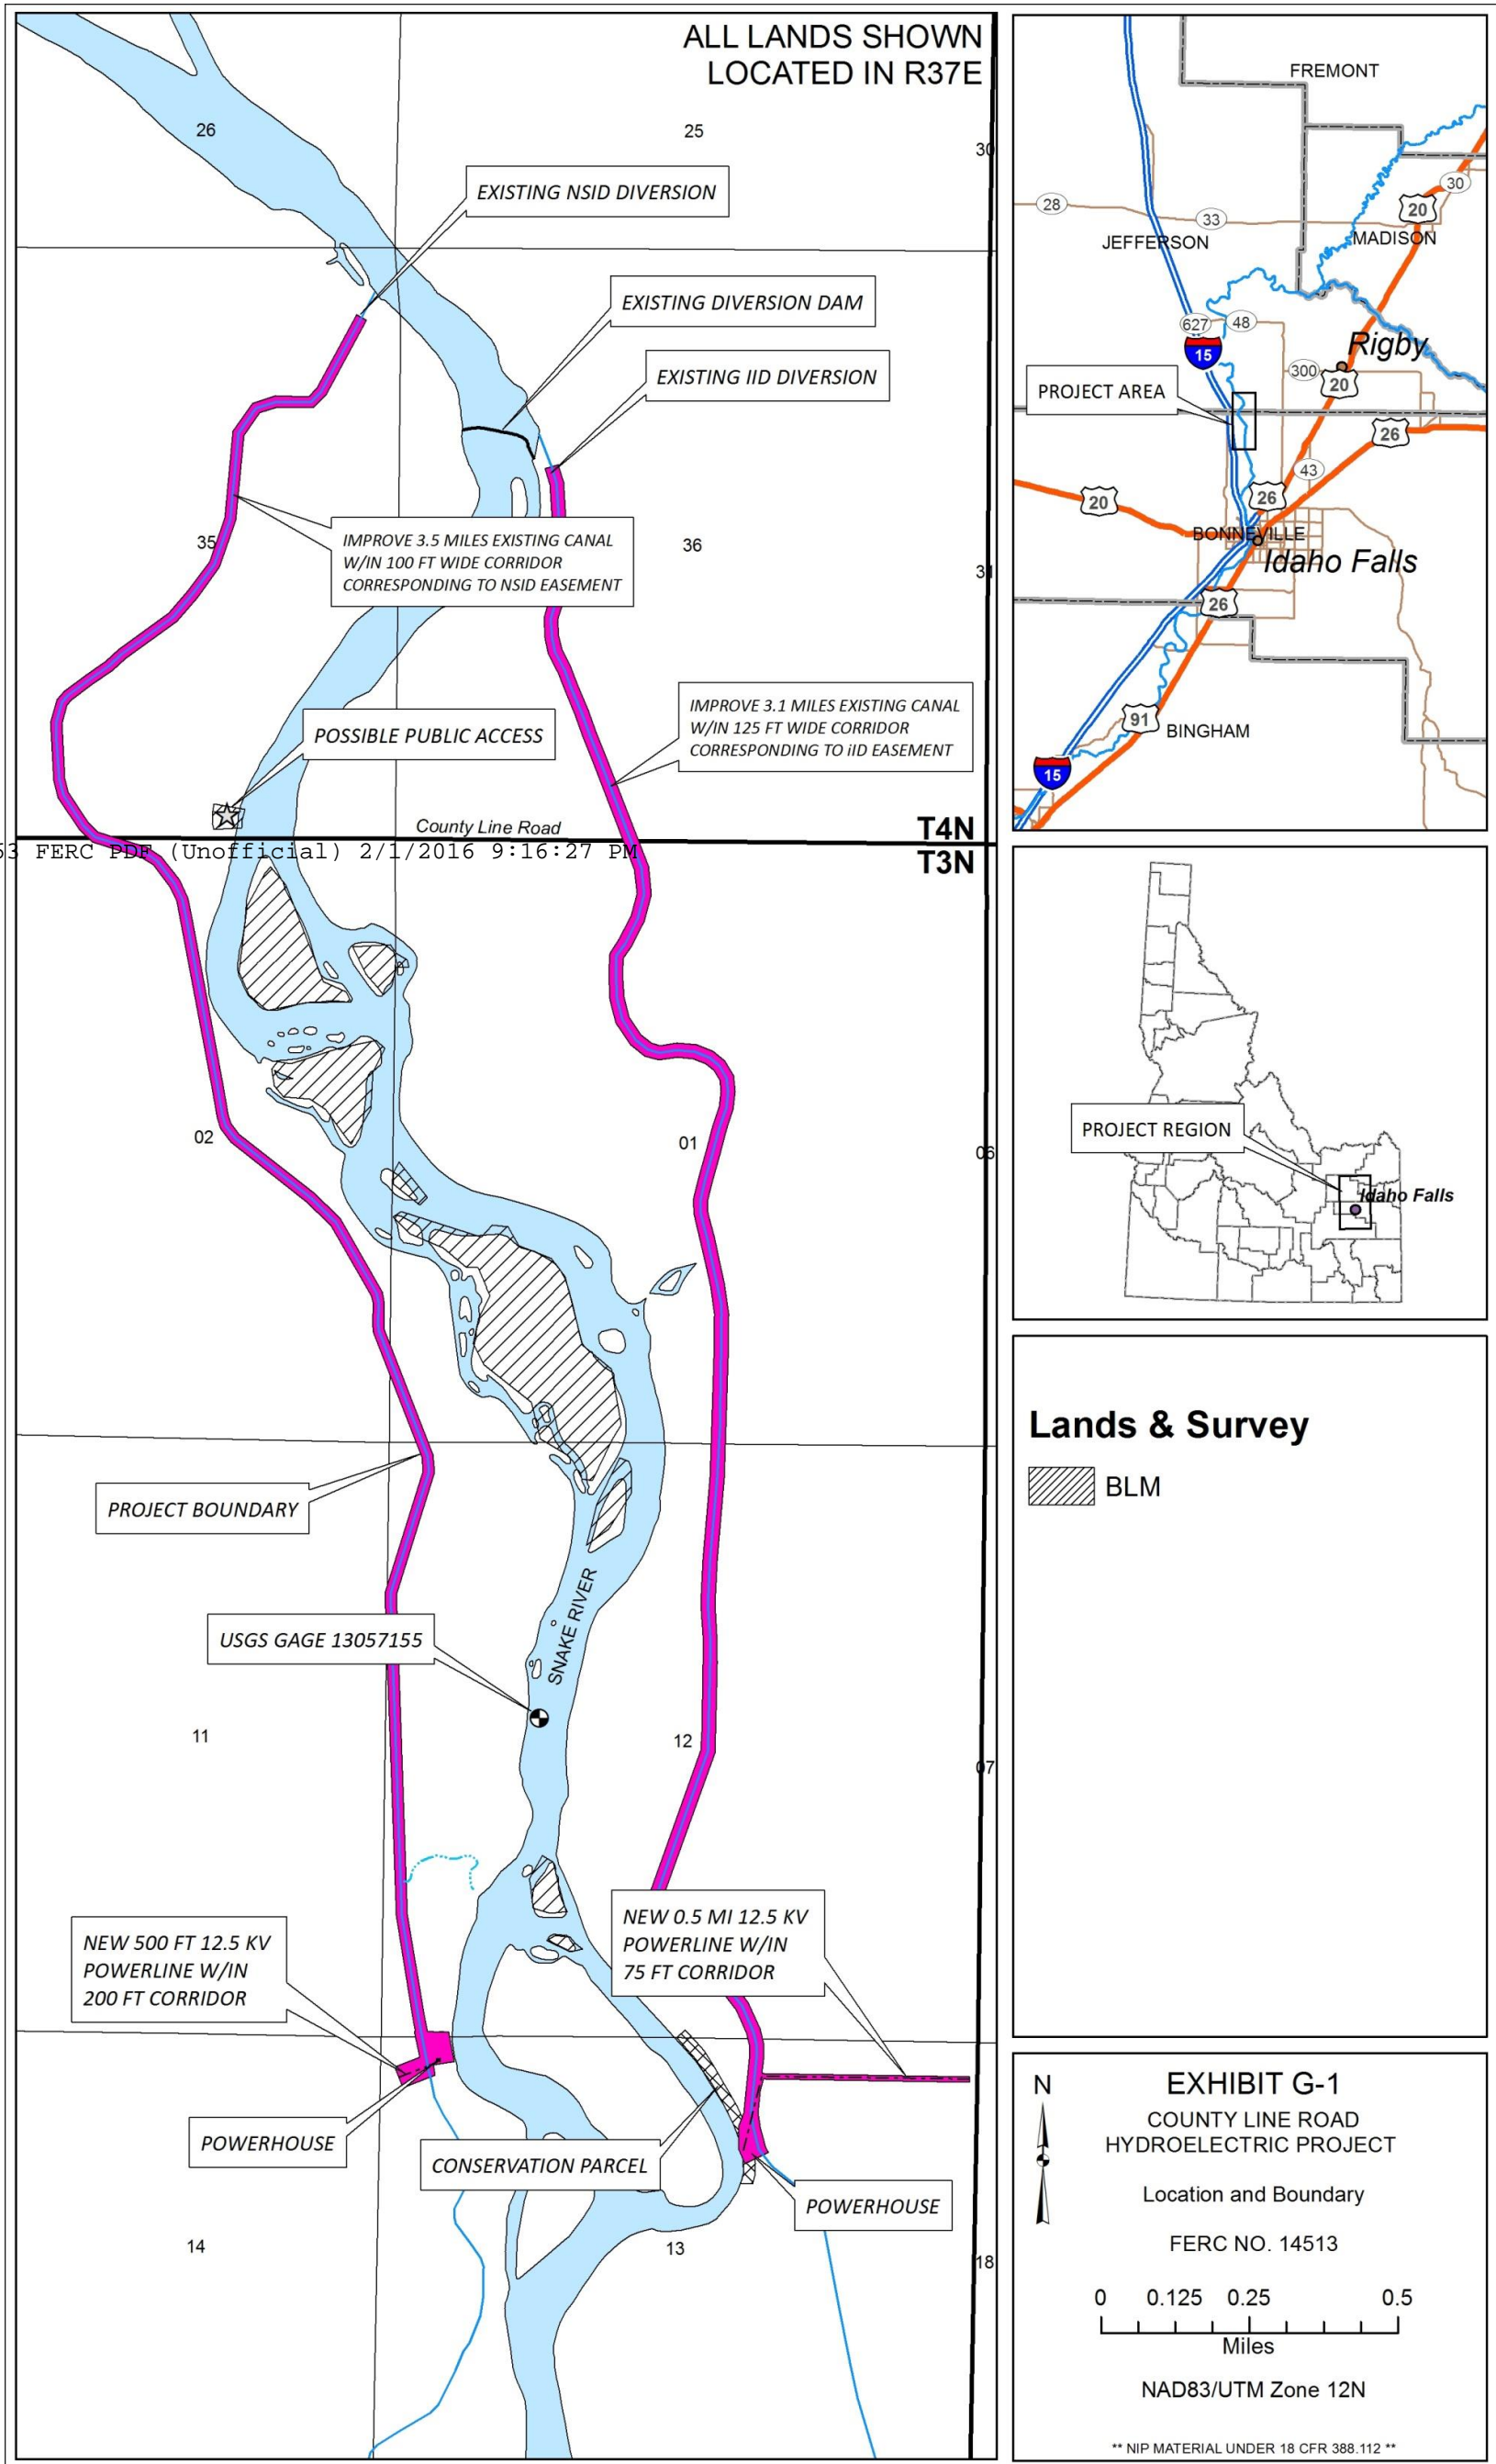 ALL LANDS SHOWN
LOCATED IN R37E
26
25
30
EXISTING NSID DIVERSION
EXISTING DIVERSION DAM
EXISTING IID DIVERSION
35
IMPROVE 3.5 MILES EXISTING CANAL
W/IN 100 FT WIDE CORRIDOR
CORRESPONDING TO NSID EASEMENT
36
31
IMPROVE 3.1 MILES EXISTING CANAL
W/IN 125 FT WIDE CORRIDOR
CORRESPONDING TO iID EASEMENT
POSSIBLE PUBLIC ACCESS
County Line Road
T4N
53 FERC PDF (Unofficial) 2/1/2016 9:16:27 PM
T3N
02
01
06
PROJECT BOUNDARY
USGS GAGE 13057155
SNAKE RIVER
11
12
07
NEW 500 FT 12.5 KV
POWERLINE W/IN
200 FT CORRIDOR
NEW 0.5 MI 12.5 KV
POWERLINE W/IN
75 FT CORRIDOR
POWERHOUSE
CONSERVATION PARCEL
POWERHOUSE
14
13
18
FREMONT
30
28
33
20
JEFFERSON
MADISON
627
48
15
Rigby
300
20
PROJECT AREA
26
43
20
26
BONNEVILLE
Idaho Falls
26
91
BINGHAM
15
PROJECT REGION
Idaho Falls
Lands & Survey
BLM
N
EXHIBIT G-1
COUNTY LINE ROAD
HYDROELECTRIC PROJECT
Location and Boundary
FERC NO. 14513
0 0.125 0.25 0.5
Miles
NAD83/UTM Zone 12N
** NIP MATERIAL UNDER 18 CFR 388.112 **